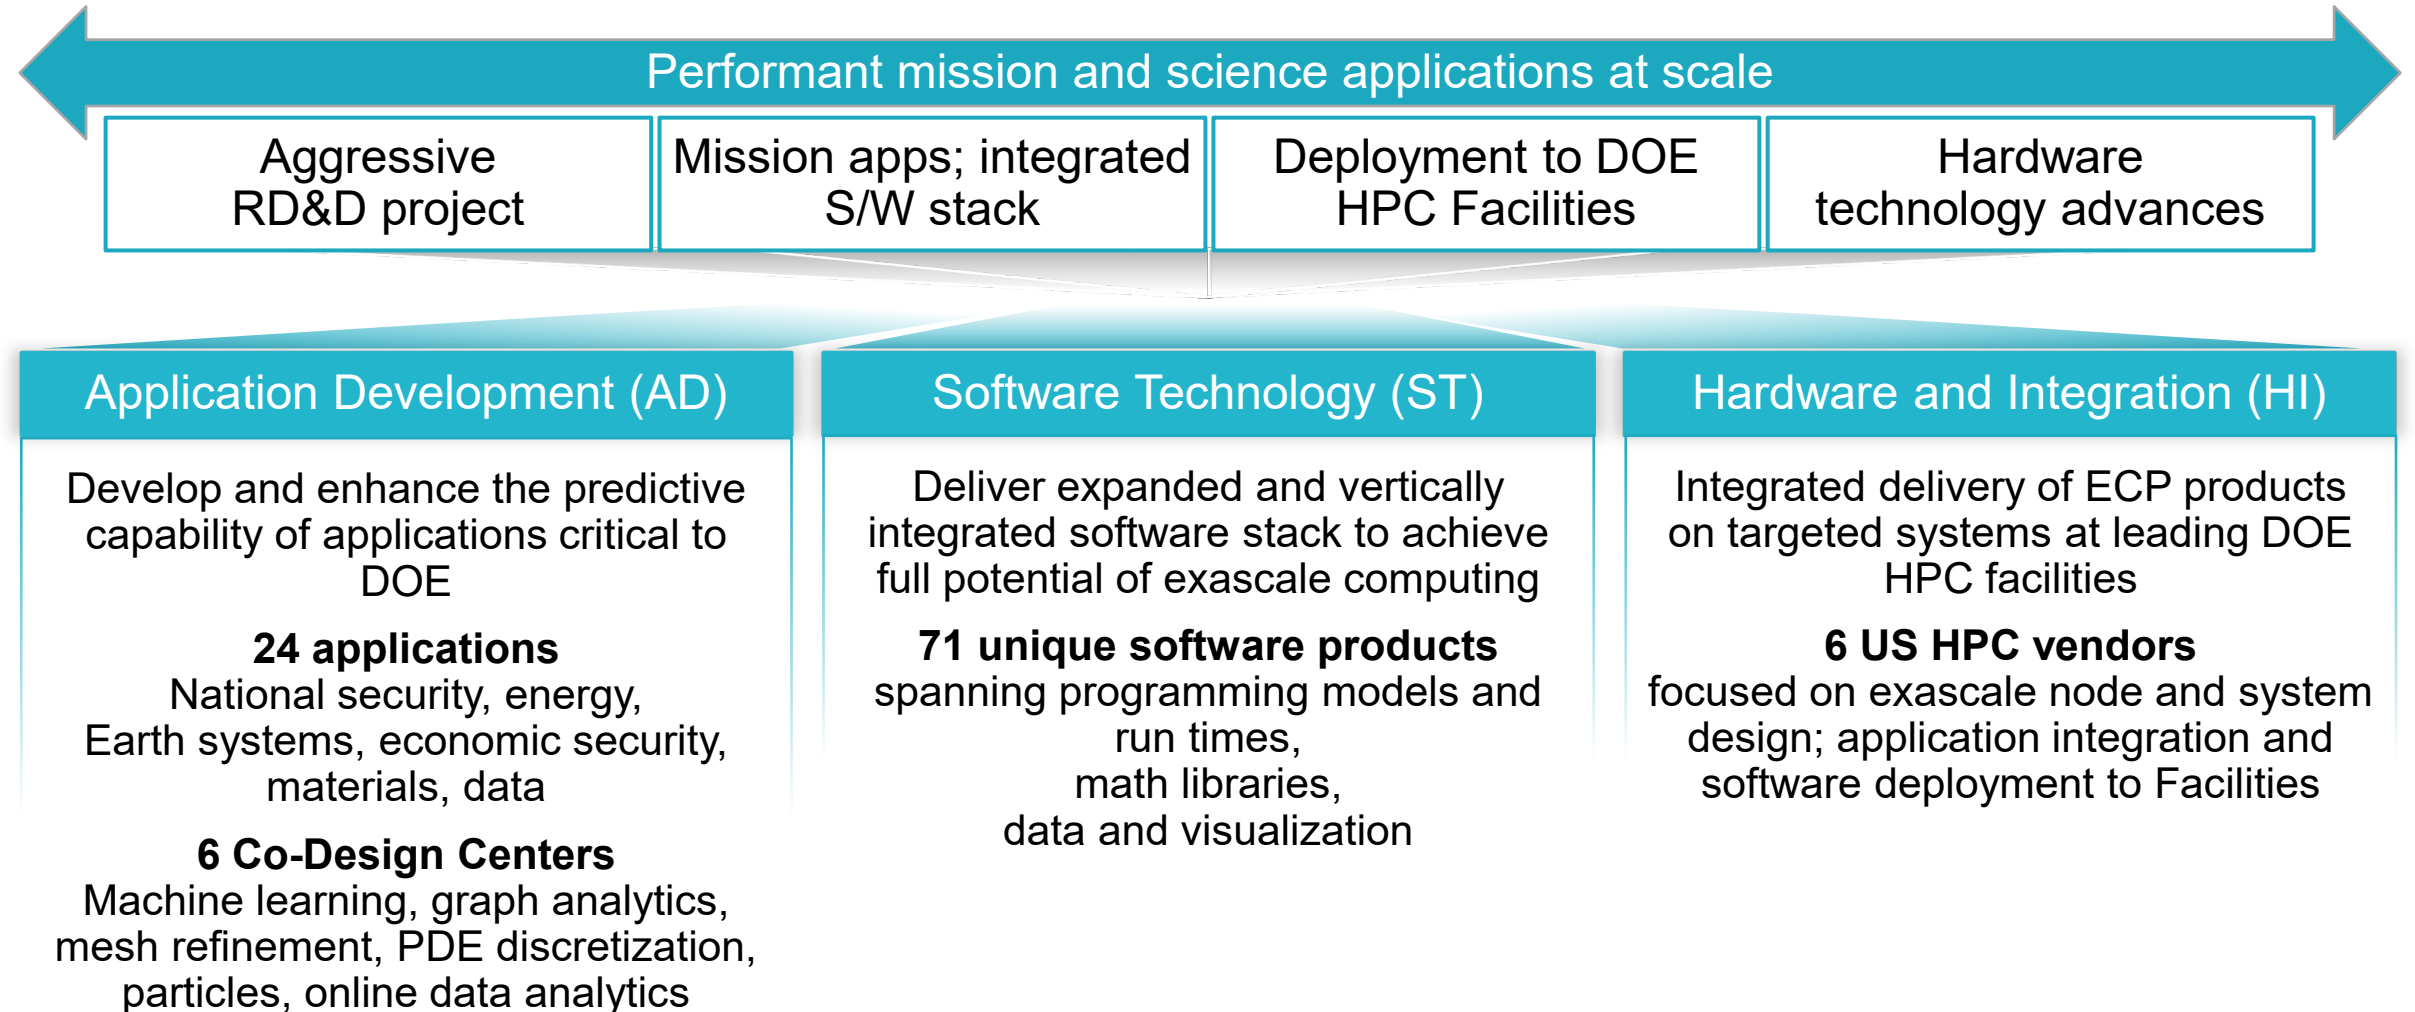 Performant mission and science applications at scale
Aggressive
RD&D project
Mission apps; integrated
S/W stack
Deployment to DOE
HPC Facilities
Hardware
technology advances
Application Development (AD)
Develop and enhance the predictive
capability of applications critical to
DOE
24 applications
National security, energy,
Earth systems, economic security,
materials, data
6 Co-Design Centers
Machine learning, graph analytics,
mesh refinement, PDE discretization,
particles, online data analytics
Software Technology (ST)
Deliver expanded and vertically
integrated software stack to achieve
full potential of exascale computing
71 unique software products
spanning programming models and
run times,
math libraries,
data and visualization
Hardware and Integration (HI)
Integrated delivery of ECP products
on targeted systems at leading DOE
HPC facilities
6 US HPC vendors
focused on exascale node and system
design; application integration and
software deployment to Facilities